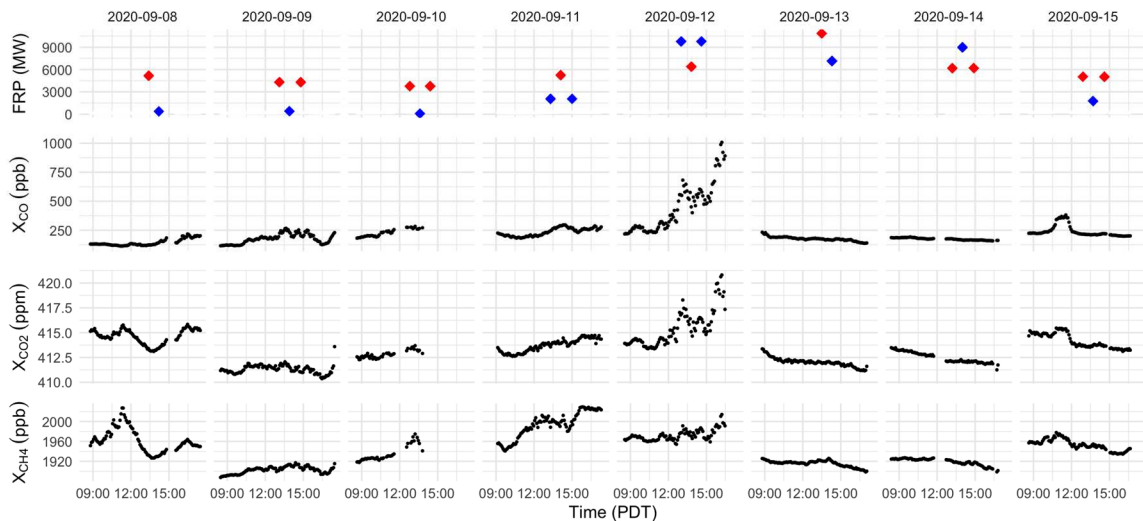 2020-09-08 2020-09-09 2020-09-10 2020-09-11 2020-09-12 2020-09-13 2020-09-14 2020-09-15
FRP (MW)
9000
6000
3000
0
XCO (ppb)
1000
750
500
250
XCO2 (ppm)
420.0
417.5
415.0
412.5
410.0
XCH4 (ppb)
2000
1960
1920
09:00 12:00 15:00 09:00 12:00 15:00 09:00 12:00 15:00 09:00 12:00 15:00 09:00 12:00 15:00 09:00 12:00 15:00 09:00 12:00 15:00 09:00 12:00 15:00
Time (PDT)